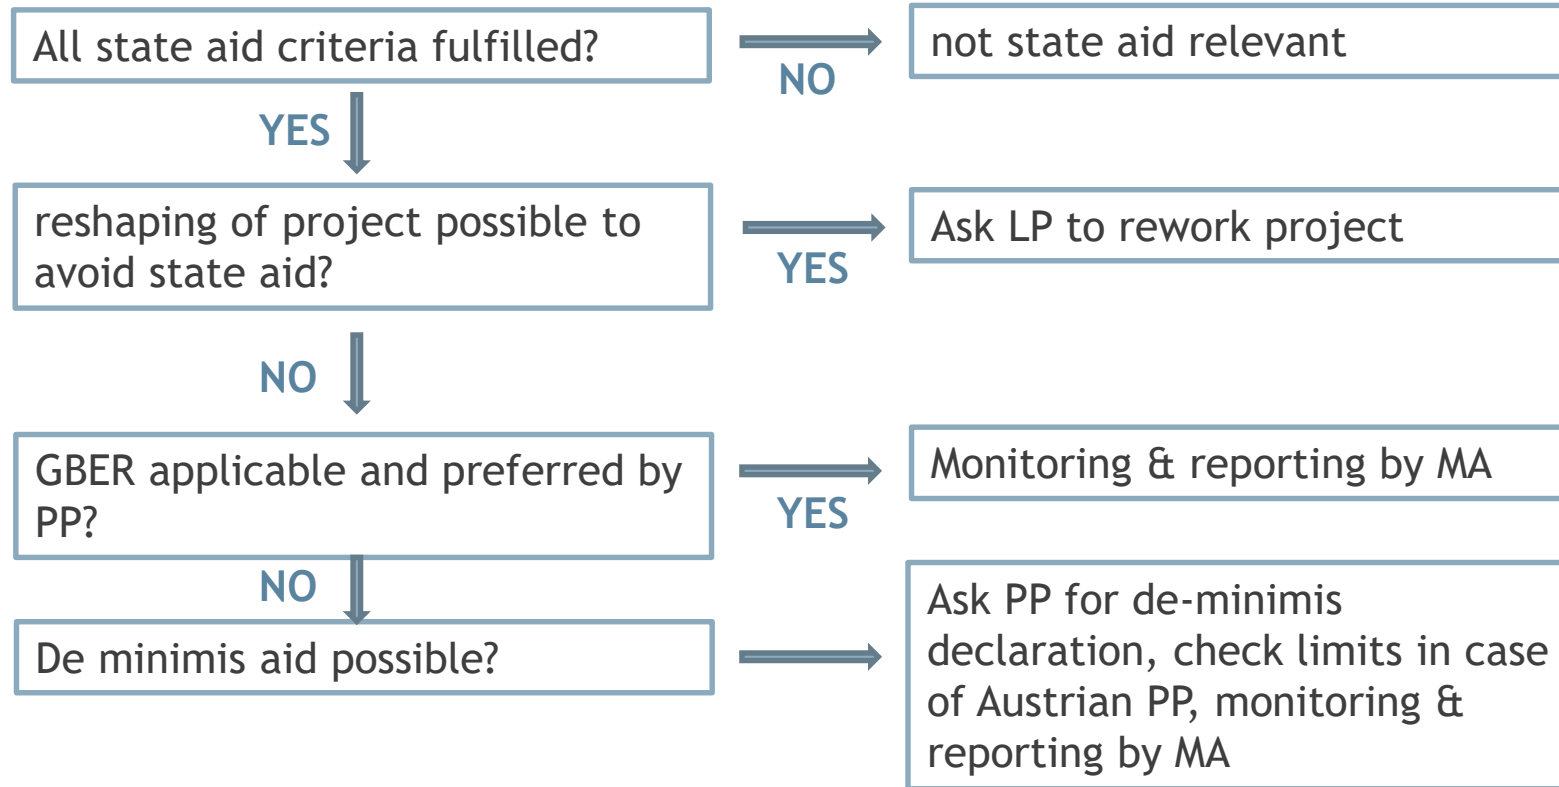 All state aid criteria fulfilled?
NO
not state aid relevant
YES
reshaping of project possible to
avoid state aid?
YES
Ask LP to rework project
NO
GBER applicable and preferred by
PP?
YES
Monitoring & reporting by MA
NO
De minimis aid possible?
Ask PP for de-minimis
declaration, check limits in case
of Austrian PP, monitoring &
reporting by MA